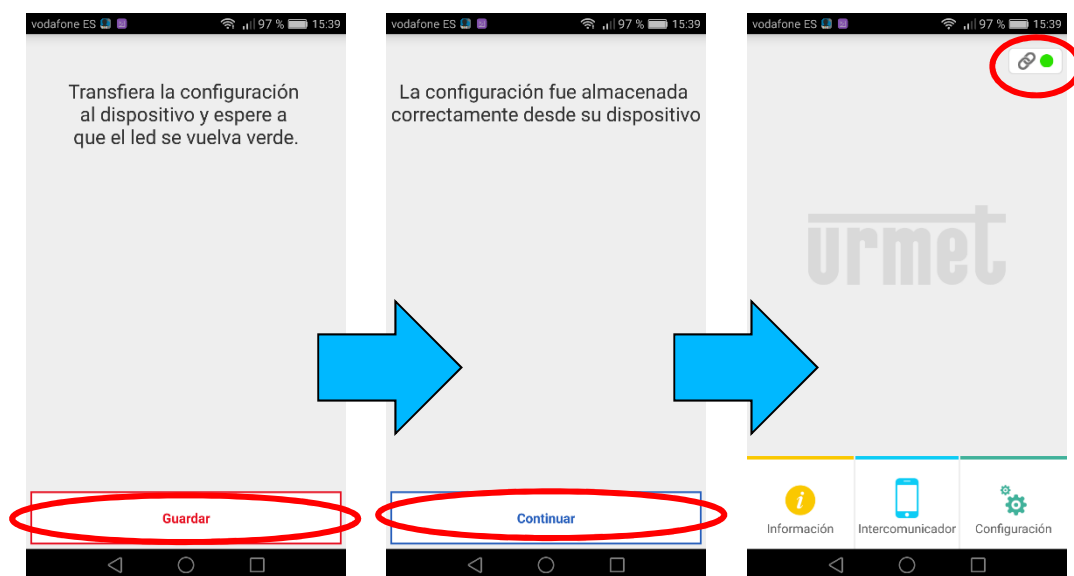 vodafone ES 97 % 15:39
Transfiera la configuración
al dispositivo y espere a
que el led se vuelva verde.
Guardar
vodafone ES 97 % 15:39
La configuración fue almacenada
correctamente desde su dispositivo
Continuar
vodafone ES 97 % 15:39
urmet
Información
Intercomunicador
Configuración